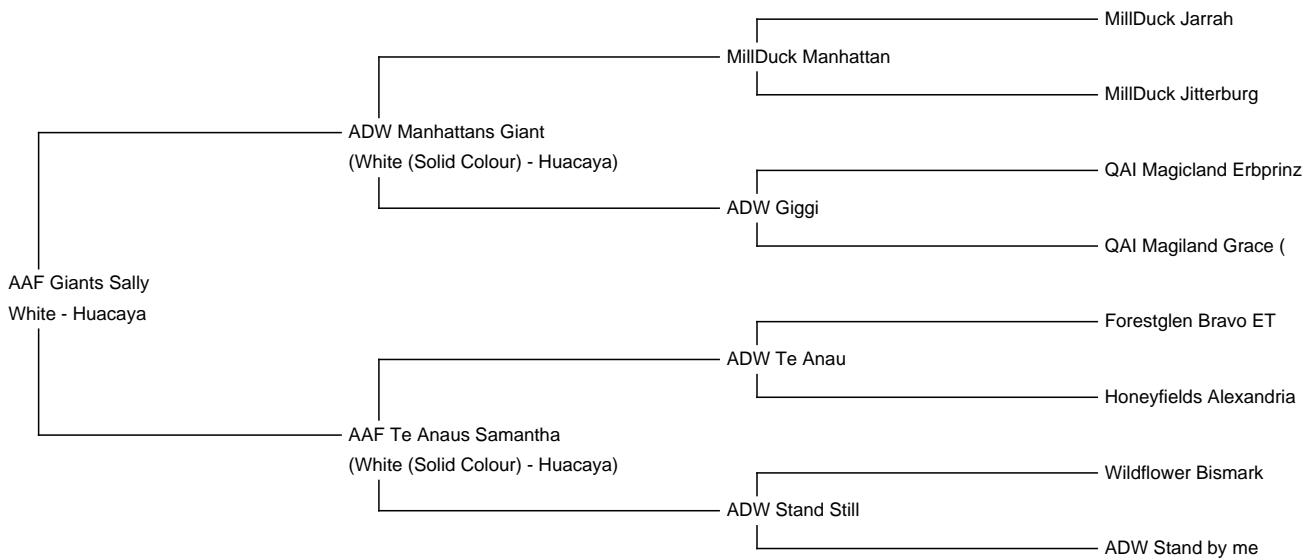 MillDuck Jarrah
MillDuck Manhattan
MillDuck Jitterburg
ADW Manhattans Giant
(White (Solid Colour) - Huacaya)
QAI Magicland Erbprinz
ADW Giggi
QAI Magiland Grace (
AAF Giants Sally
White - Huacaya
Forestglen Bravo ET
ADW Te Anau
Honeyfields Alexandria
AAF Te Anaus Samantha
(White (Solid Colour) - Huacaya)
Wildflower Bismark
ADW Stand Still
ADW Stand by me